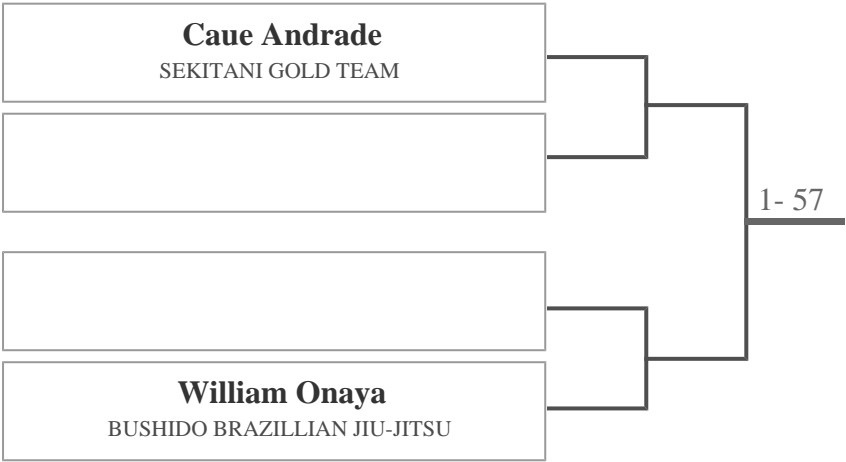 Caue Andrade
SEKITANI GOLD TEAM
1- 57
William Onaya
BUSHIDO BRAZILLIAN JIU-JITSU